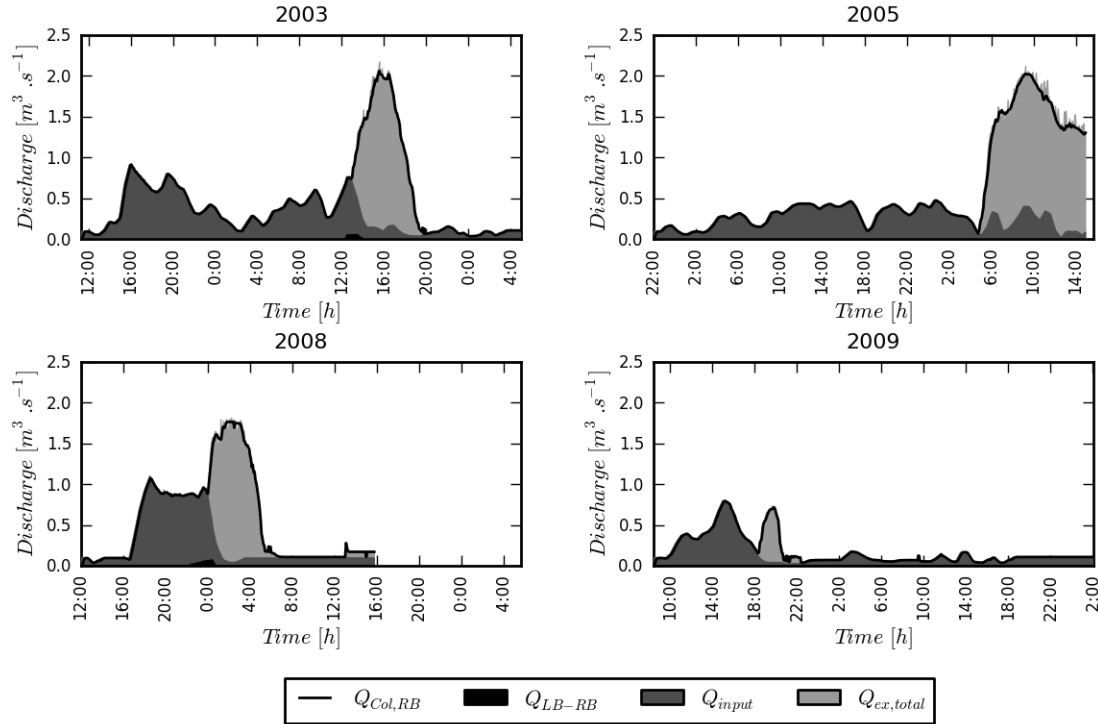 2003
Discharge [m³ .s⁻¹]
2.5
2.0
1.5
1.0
0.5
0.0
12:00 16:00 20:00 0:00 4:00 8:00 12:00 16:00 20:00 0:00 4:00
Time [h]
2005
Discharge [m³ .s⁻¹]
2.5
2.0
1.5
1.0
0.5
0.0
22:00 2:00 6:00 10:00 14:00 18:00 22:00 2:00 6:00 10:00 14:00
Time [h]
2008
Discharge [m³ .s⁻¹]
2.5
2.0
1.5
1.0
0.5
0.0
12:00 16:00 20:00 0:00 4:00 8:00 12:00 16:00 20:00 0:00 4:00
Time [h]
2009
Discharge [m³ .s⁻¹]
2.5
2.0
1.5
1.0
0.5
0.0
10:00 14:00 18:00 22:00 2:00 6:00 10:00 14:00 18:00 22:00 2:00
Time [h]
Q_Col,RB Q_LB−RB Q_input Q_ex,total